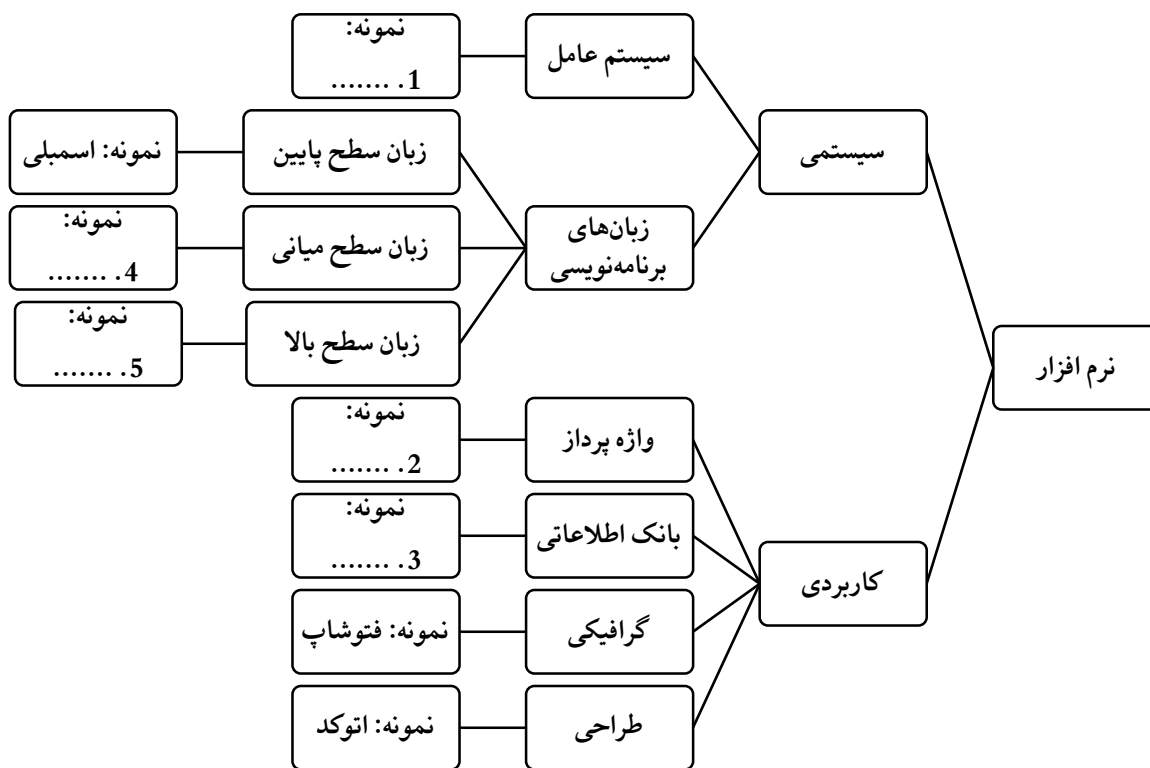 نرم افزار
سیستمی
سیستم عامل
نمونه:
1. .......
زبان‌های
برنامه‌نویسی
زبان سطح پایین
نمونه: اسمبلی
زبان سطح میانی
نمونه:
4. .......
زبان سطح بالا
نمونه:
5. .......
کاربردی
واژه پرداز
نمونه:
2. .......
بانک اطلاعاتی
نمونه:
3. .......
گرافیکی
نمونه: فتوشاپ
طراحی
نمونه: اتوکد